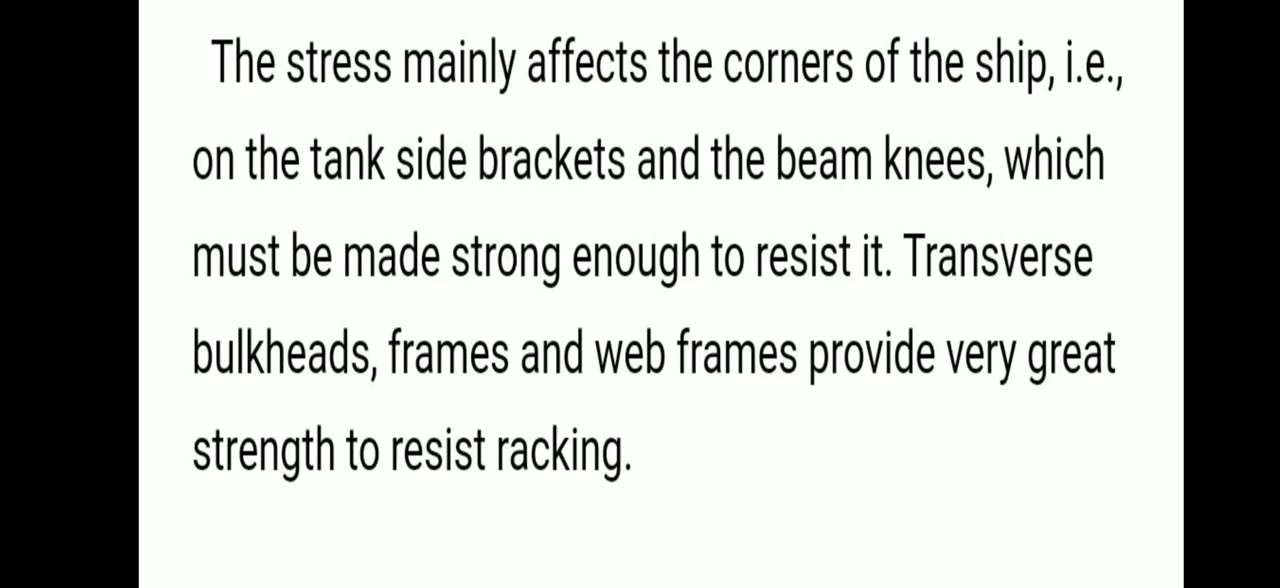 The stress mainly affects the corners of the ship, i.e.,
on the tank side brackets and the beam knees, which
must be made strong enough to resist it. Transverse
bulkheads, frames and web frames provide very great
strength to resist racking.